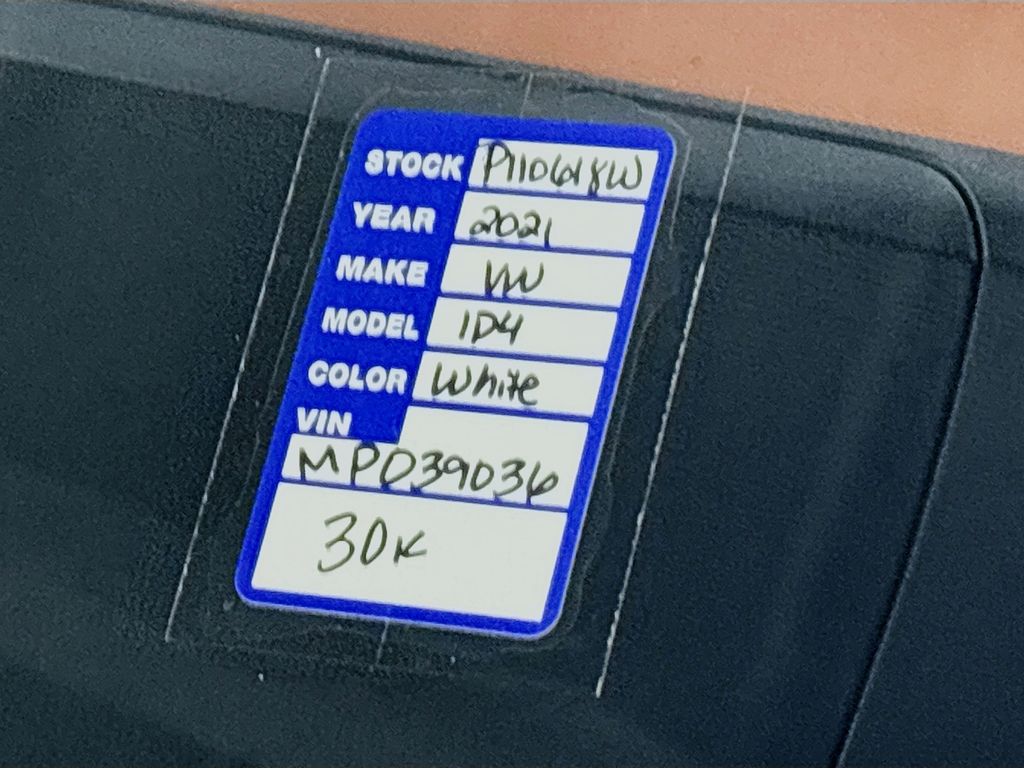 STOCK P110618W
YEAR 2021
MAKE VW
MODEL ID4
COLOR White
VIN
MP039036
30K